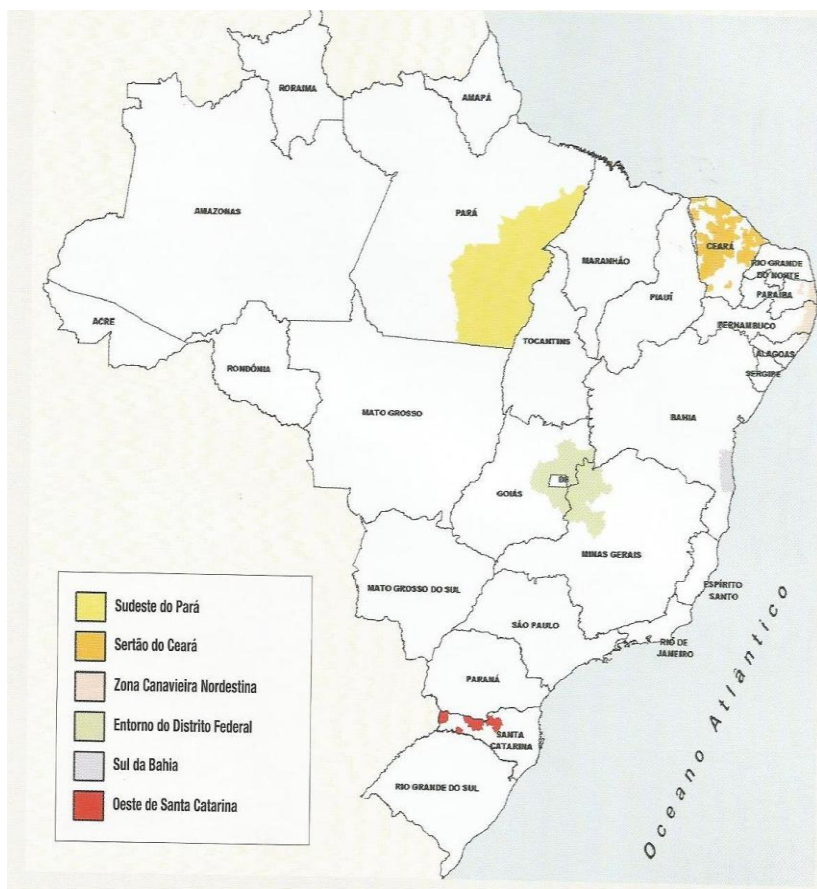 RORAIMA
AMAPÁ
AMAZONAS
PARÁ
MARANHÃO
CEARÁ
RIO GRANDE
DO NORTE
PARAÍBA
PIAUÍ
PERNAMBUCO
ACRE
ALAGOAS
SERGIPE
TOCANTINS
RONDÔNIA
MATO GROSSO
BAHIA
DF
GOIÁS
MINAS GERAIS
MATO GROSSO DO SUL
ESPÍRITO
SANTO
SÃO PAULO
RIO DE
JANEIRO
PARANÁ
SANTA
CATARINA
RIO GRANDE DO SUL
Oceano Atlântico
Sudeste do Pará
Sertão do Ceará
Zona Canavieira Nordestina
Entorno do Distrito Federal
Sul da Bahia
Oeste de Santa Catarina